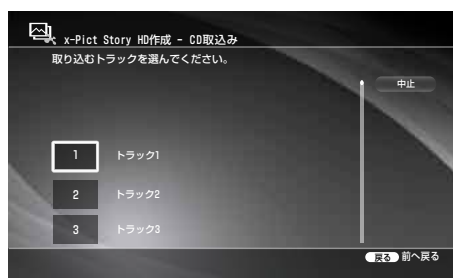 x-Pict Story HD作成 - CD取込み
取り込むトラックを選んでください。
中止
1 トラック1
2 トラック2
3 トラック3
戻る 前へ戻る